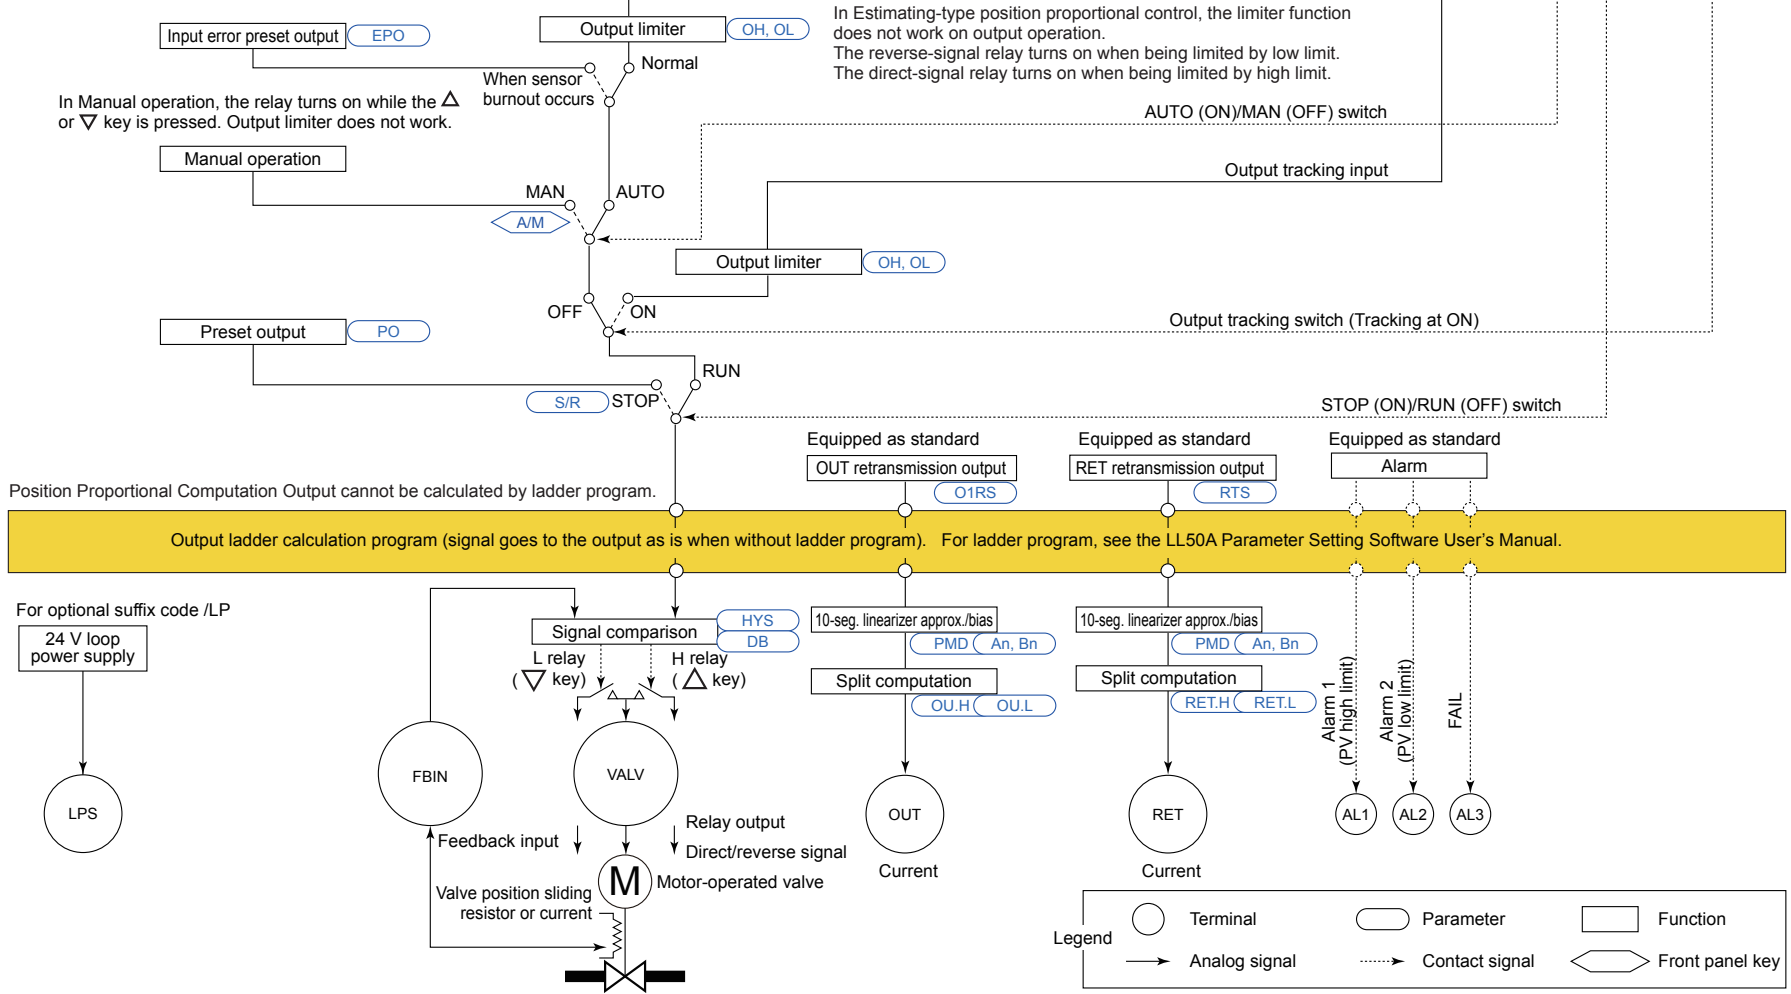 In Estimating-type position proportional control, the limiter function
does not work on output operation.
The reverse-signal relay turns on when being limited by low limit.
The direct-signal relay turns on when being limited by high limit.
Input error preset output
EPO
Output limiter
OH, OL
Normal
When sensor
burnout occurs
In Manual operation, the relay turns on while the △
or ▽ key is pressed. Output limiter does not work.
AUTO (ON)/MAN (OFF) switch
Manual operation
MAN
AUTO
A/M
Output tracking input
Output limiter
OH, OL
OFF
ON
Preset output
PO
Output tracking switch (Tracking at ON)
RUN
S/R
STOP
STOP (ON)/RUN (OFF) switch
Equipped as standard
Equipped as standard
Equipped as standard
OUT retransmission output
RET retransmission output
Alarm
O1RS
RTS
Position Proportional Computation Output cannot be calculated by ladder program.
Output ladder calculation program (signal goes to the output as is when without ladder program). For ladder program, see the LL50A Parameter Setting Software User's Manual.
For optional suffix code /LP
24 V loop
power supply
LPS
Signal comparison
HYS
DB
L relay
(▽ key)
H relay
(△ key)
10-seg. linearizer approx./bias
PMD
An, Bn
Split computation
OU.H
OU.L
10-seg. linearizer approx./bias
PMD
An, Bn
Split computation
RET.H
RET.L
Alarm 1
(PV high limit)
Alarm 2
(PV low limit)
FAIL
FBIN
VALV
OUT
RET
AL1
AL2
AL3
Feedback input
Relay output
Direct/reverse signal
Current
Current
M
Motor-operated valve
Valve position sliding
resistor or current
Legend
Terminal
Parameter
Function
Analog signal
Contact signal
Front panel key